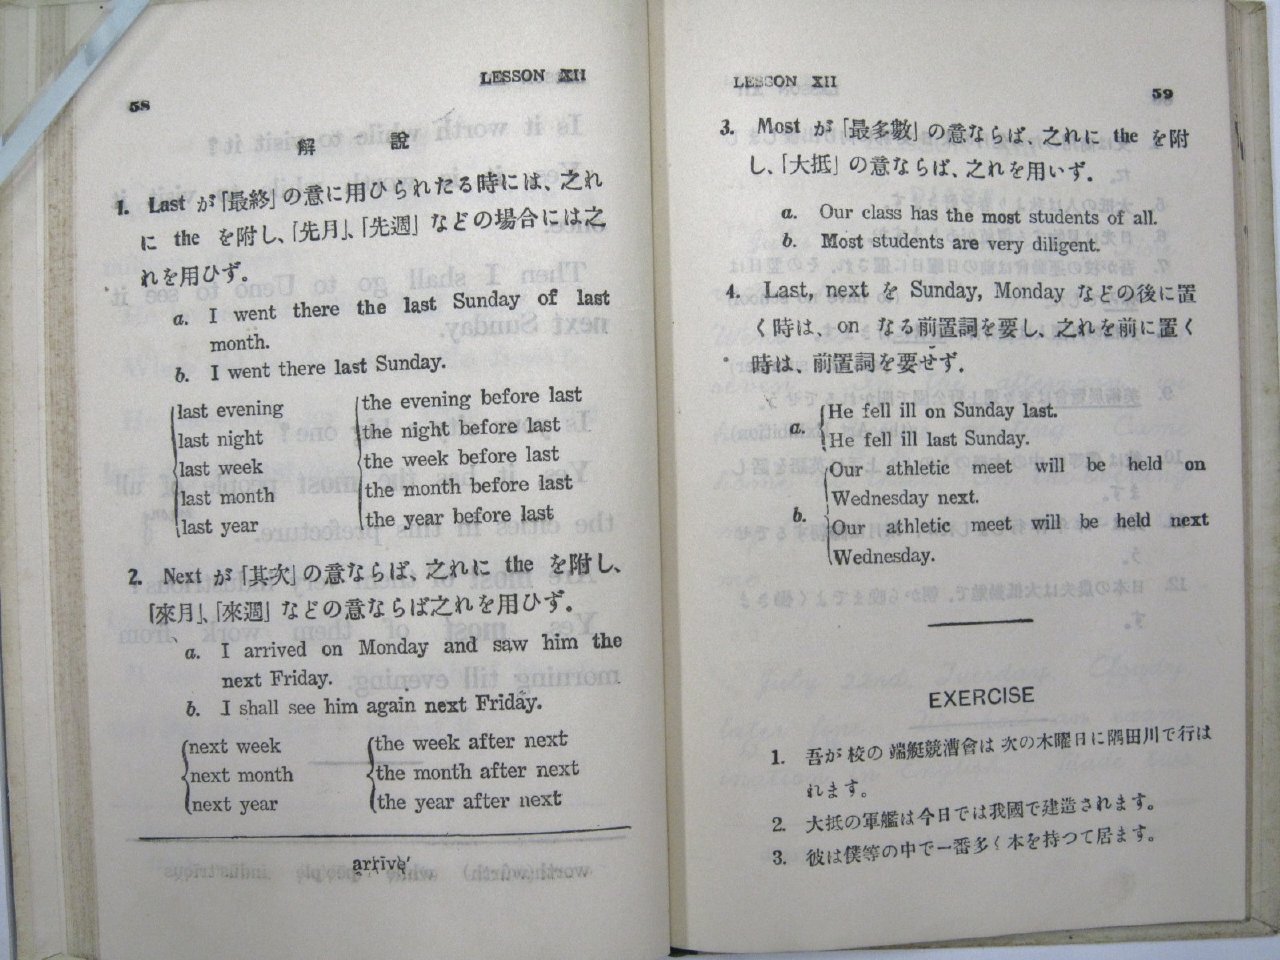 58
LESSON XII
解 說
1. Last が「最終」の意に用ひられたる時には、之れ
に the を附し、「先月」、「先週」などの場合には之
れを用ひず。
a. I went there the last Sunday of last
month.
b. I went there last Sunday.
last evening
last night
last week
last month
last year
the evening before last
the night before last
the week before last
the month before last
the year before last
2. Next が「其次」の意ならば、之れに the を附し、
「來月」、「來週」などの意ならば之れを用ひず。
a. I arrived on Monday and saw him the
next Friday.
b. I shall see him again next Friday.
next week
next month
next year
the week after next
the month after next
the year after next
arrive′
LESSON XII
59
3. Most が「最多數」の意ならば、之れに the を附
し、「大抵」の意ならば、之れを用いず.
a. Our class has the most students of all.
b. Most students are very diligent.
4. Last, next を Sunday, Monday などの後に置
く時は、on なる前置詞を要し、之れを前に置く
時は、前置詞を要せず.
a.
He fell ill on Sunday last.
He fell ill last Sunday.
b.
Our athletic meet will be held on
Wednesday next.
Our athletic meet will be held next
Wednesday.
EXERCISE
1. 吾が校の端艇競漕會は次の木曜日に隅田川で行は
れます。
2. 大抵の軍艦は今日では我國で建造されます。
3. 彼は僕等の中で一番多く本を持つて居ます。